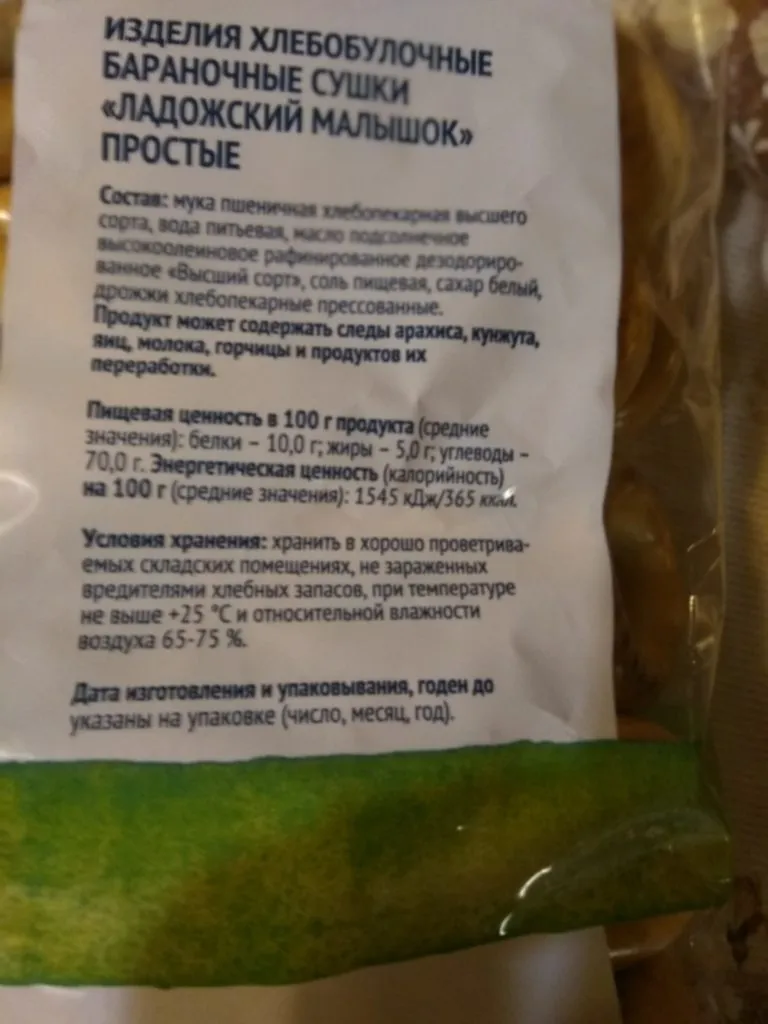 ИЗДЕЛИЯ ХЛЕБОБУЛОЧНЫЕ
БАРАНОЧНЫЕ СУШКИ
«ЛАДОЖСКИЙ МАЛЫШОК»
ПРОСТЫЕ
Состав: мука пшеничная хлебопекарная высшего
сорта, вода питьевая, масло подсолнечное
высокоолеиновое рафинированное дезодориро-
ванное «Высший сорт», соль пищевая, сахар белый,
дрожжи хлебопекарные прессованные.
Продукт может содержать следы арахиса, кунжута,
яиц, молока, горчицы и продуктов их
переработки.
Пищевая ценность в 100 г продукта (средние
значения): белки – 10,0 г; жиры – 5,0 г; углеводы –
70,0 г. Энергетическая ценность (калорийность)
на 100 г (средние значения): 1545 кДж/365 ккал.
Условия хранения: хранить в хорошо проветрива-
емых складских помещениях, не зараженных
вредителями хлебных запасов, при температуре
не выше +25 °С и относительной влажности
воздуха 65-75 %.
Дата изготовления и упаковывания, годен до
указаны на упаковке (число, месяц, год).